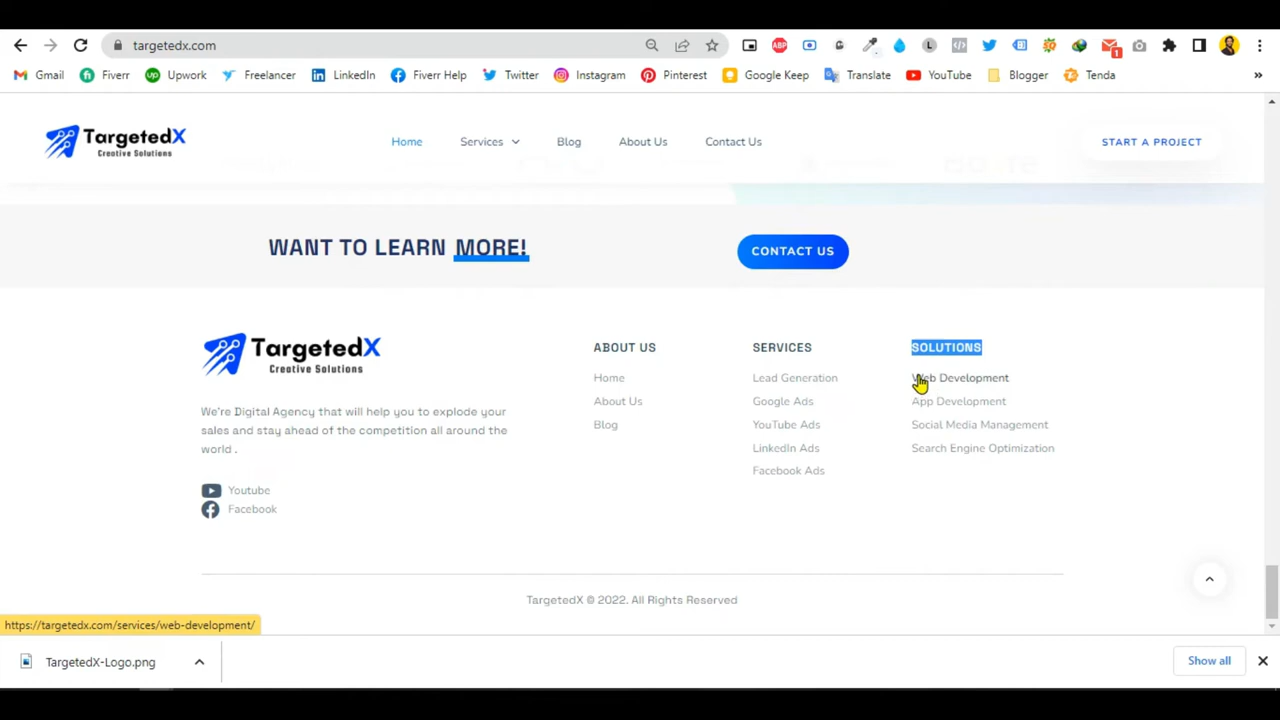 targetedx.com
Gmail Fiverr Upwork Freelancer LinkedIn Fiverr Help Twitter Instagram Pinterest Google Keep Translate YouTube Blogger Tenda »
TargetedX
Creative Solutions
Home Services Blog About Us Contact Us
START A PROJECT
WANT TO LEARN MORE!
CONTACT US
TargetedX
Creative Solutions
We're Digital Agency that will help you to explode your
sales and stay ahead of the competition all around the
world .
Youtube
Facebook
ABOUT US
Home
About Us
Blog
SERVICES
Lead Generation
Google Ads
YouTube Ads
LinkedIn Ads
Facebook Ads
SOLUTIONS
Web Development
App Development
Social Media Management
Search Engine Optimization
TargetedX © 2022. All Rights Reserved
https://targetedx.com/services/web-development/
TargetedX-Logo.png
Show all